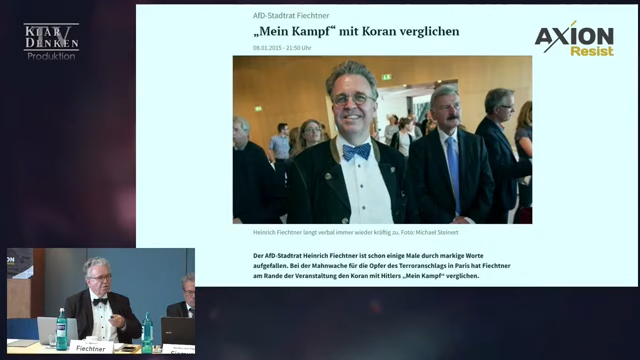 KLAR
DENKEN
TV
Produktion
AfD-Stadtrat Fiechtner
„Mein Kampf“ mit Koran verglichen
08.01.2015 - 21:50 Uhr
AXION
Resist
Heinrich Fiechtner langt verbal immer wieder kräftig zu. Foto: Michael Steinert
Der AfD-Stadtrat Heinrich Fiechtner ist schon einige Male durch markige Worte
aufgefallen. Bei der Mahnwache für die Opfer des Terroranschlags in Paris hat Fiechtner
am Rande der Veranstaltung den Koran mit Hitlers „Mein Kampf“ verglichen.
Fiechtner